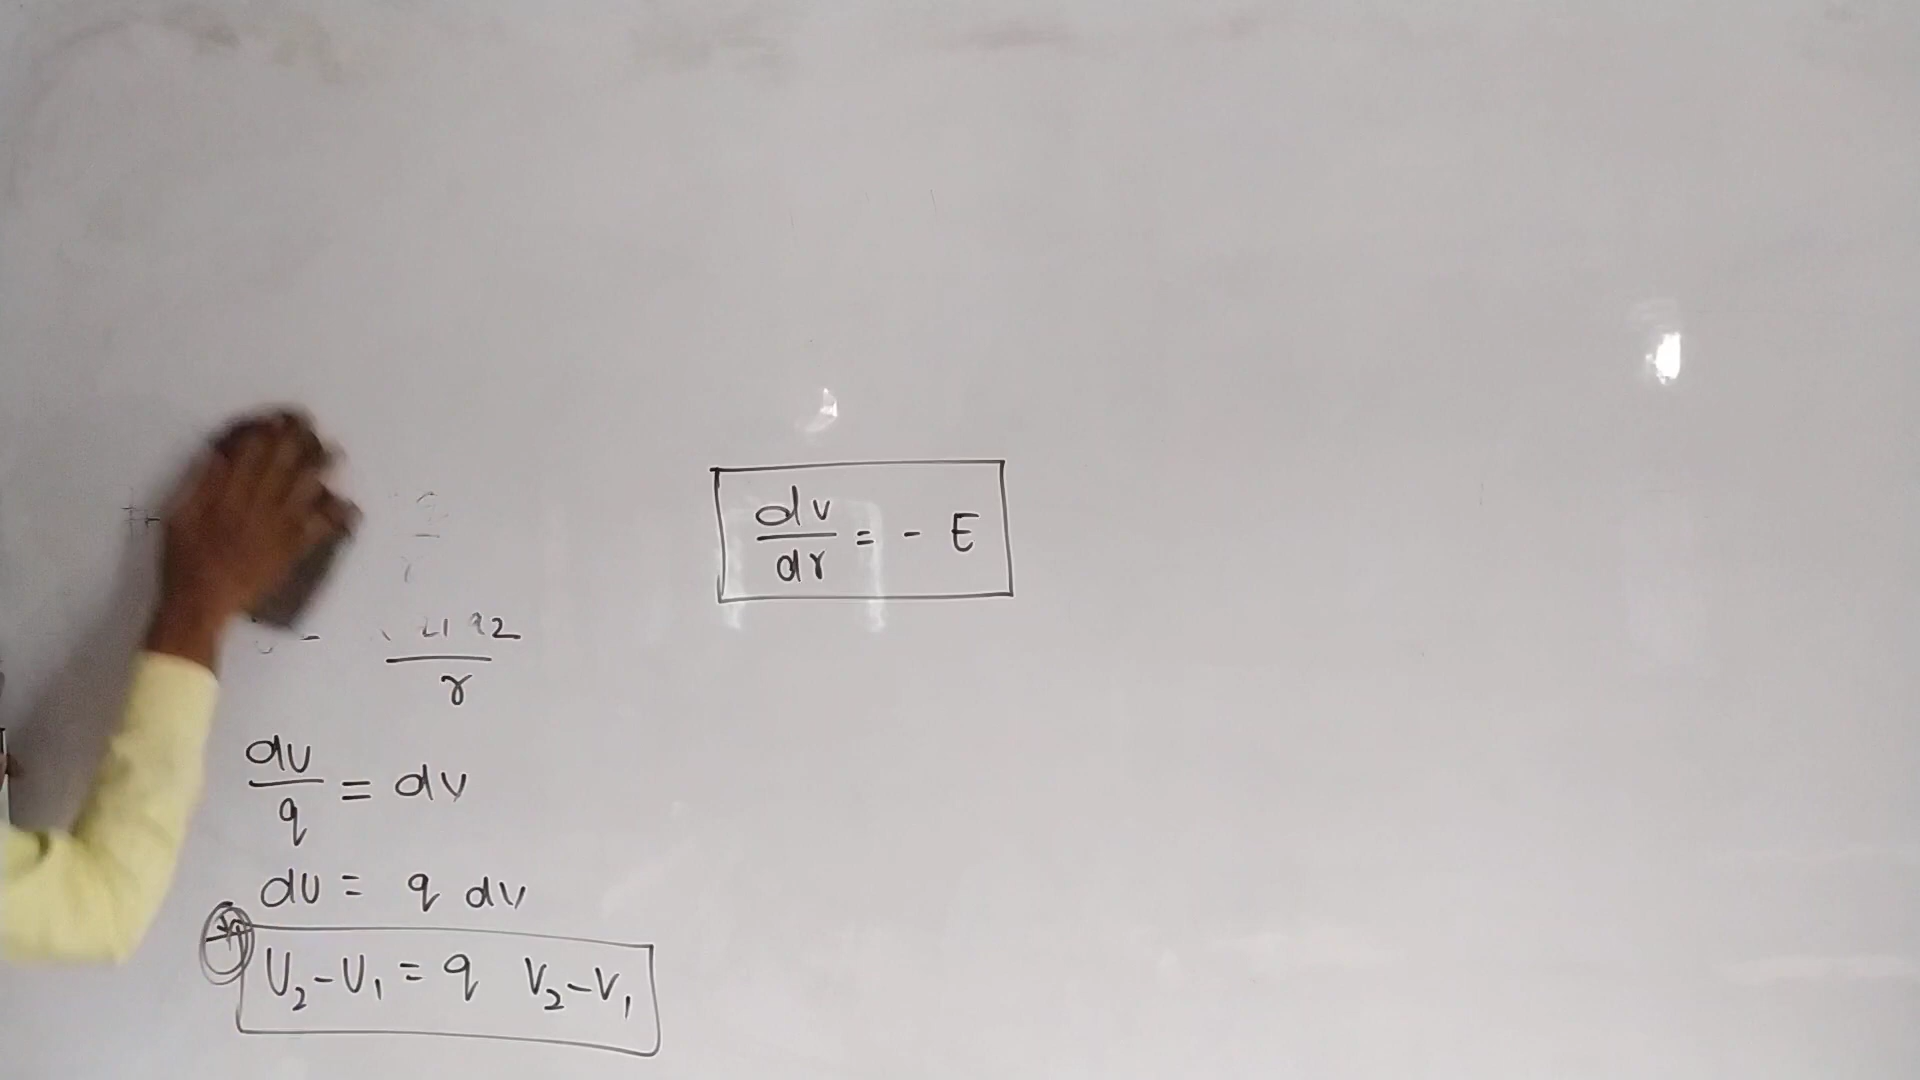 dv/dr = - E
r
du/q = dv
du = q dv
U₂-U₁ = q V₂-V₁